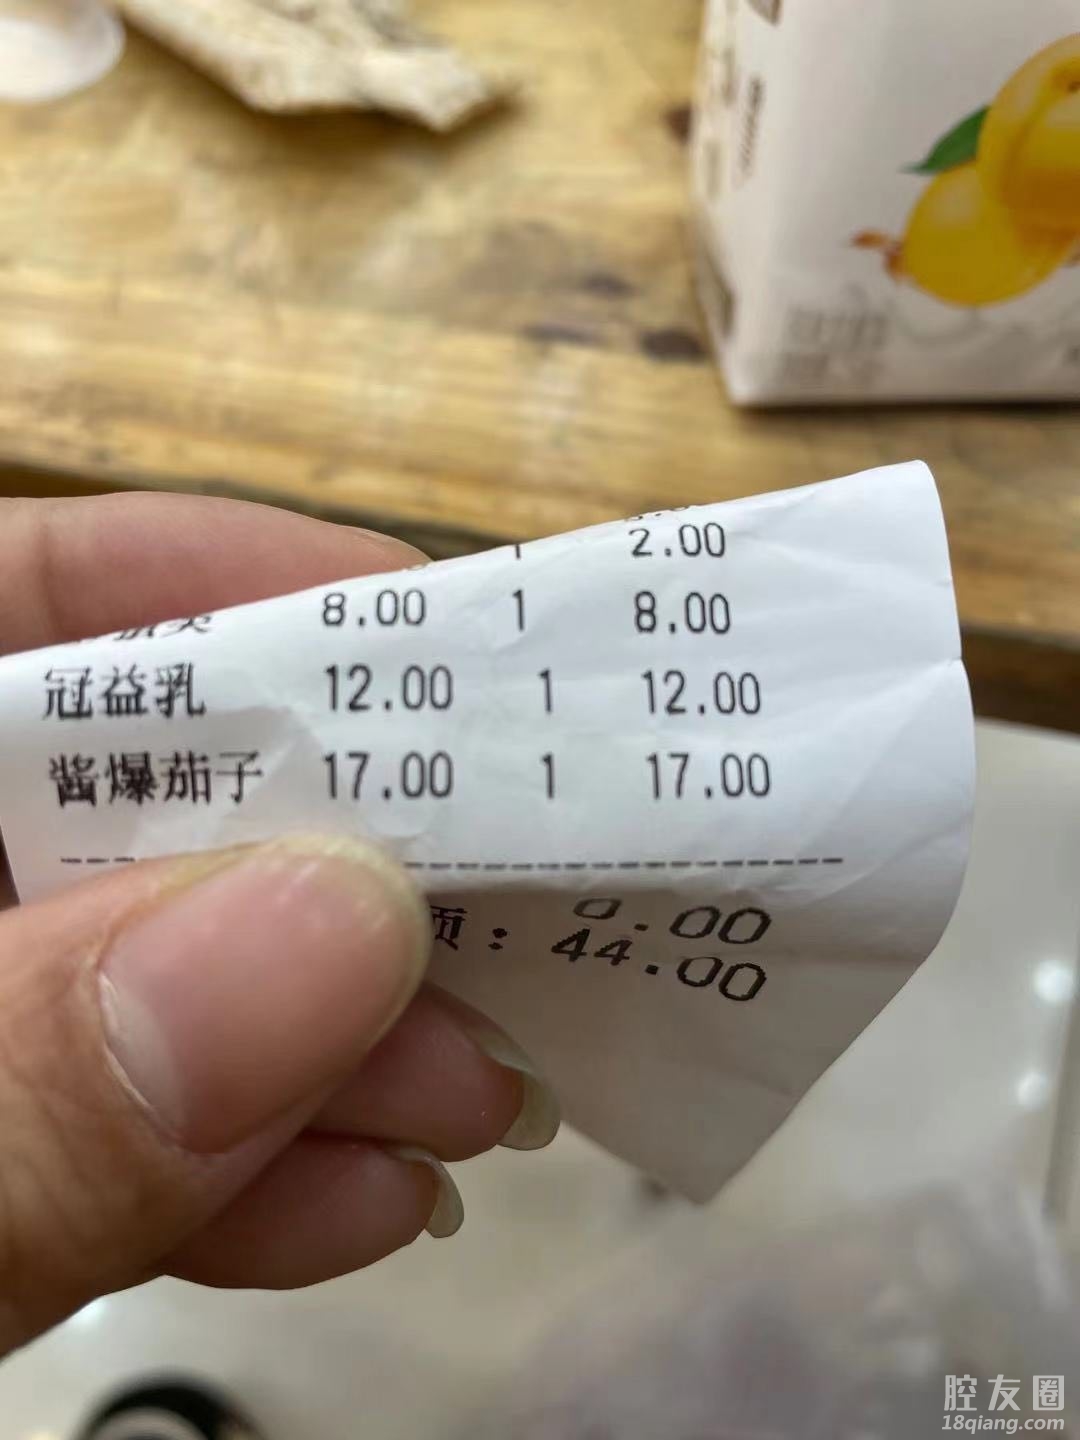 1 2.00
8.00 1 8.00
冠益乳 12.00 1 12.00
酱爆茄子 17.00 1 17.00
--------------------------------
0.00
: 44.00
腔友圈
18qiang.com